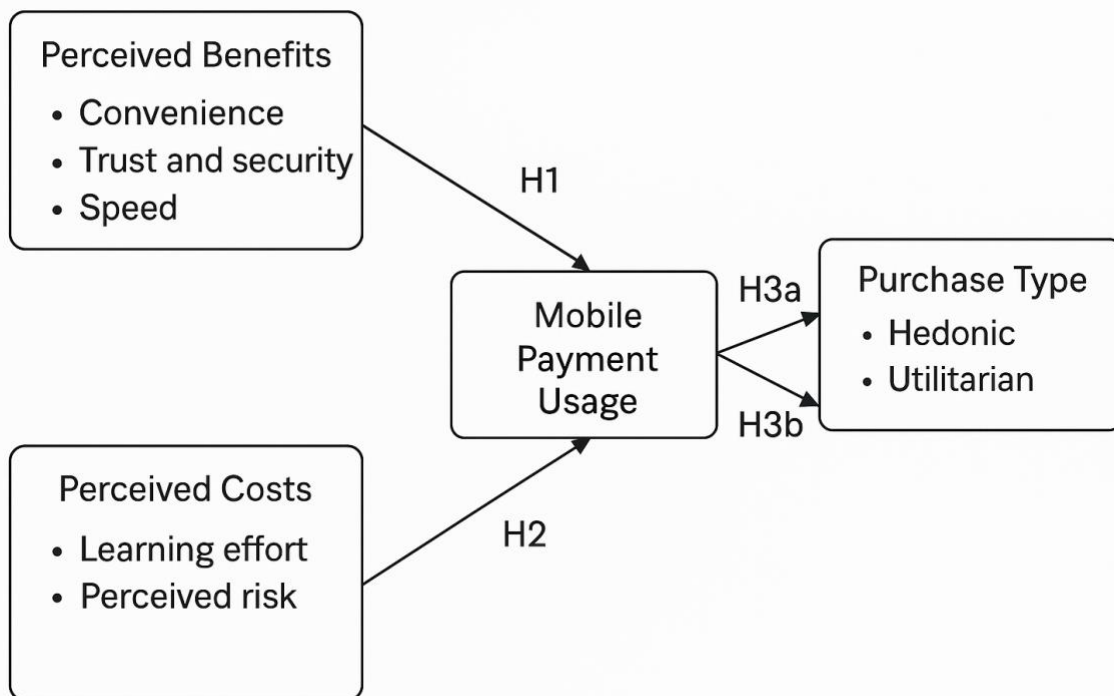 Perceived Benefits
• Convenience
• Trust and security
• Speed
H1
Mobile
Payment
Usage
H3a
H3b
Purchase Type
• Hedonic
• Utilitarian
Perceived Costs
• Learning effort
• Perceived risk
H2